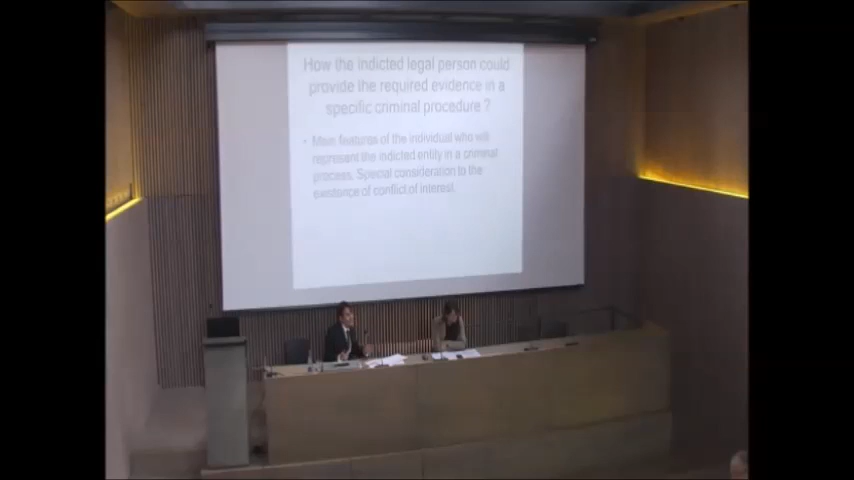 How the indicted legal person could
provide the required evidence in a
specific criminal procedure ?
• Main features of the individual who will
represent the indicted entity in a criminal
process. Special consideration to the
existence of conflict of interest.